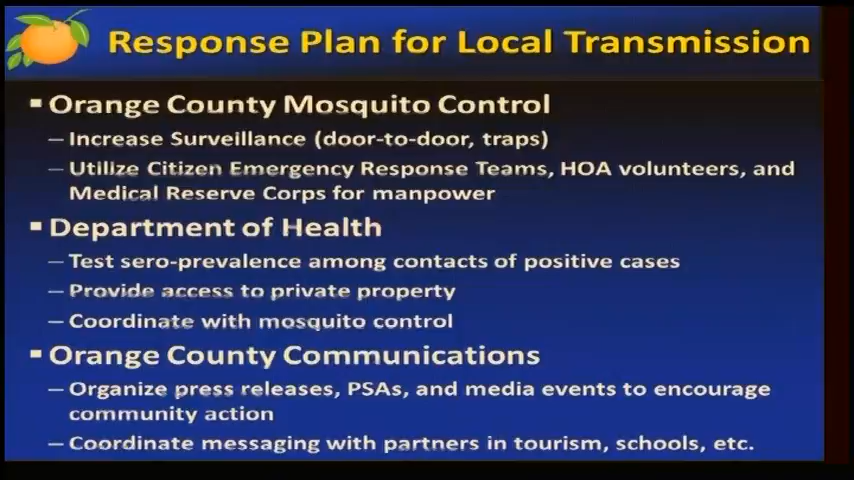 Response Plan for Local Transmission
▪ Orange County Mosquito Control
– Increase Surveillance (door-to-door, traps)
– Utilize Citizen Emergency Response Teams, HOA volunteers, and
Medical Reserve Corps for manpower
▪ Department of Health
– Test sero-prevalence among contacts of positive cases
– Provide access to private property
– Coordinate with mosquito control
▪ Orange County Communications
– Organize press releases, PSAs, and media events to encourage
community action
– Coordinate messaging with partners in tourism, schools, etc.